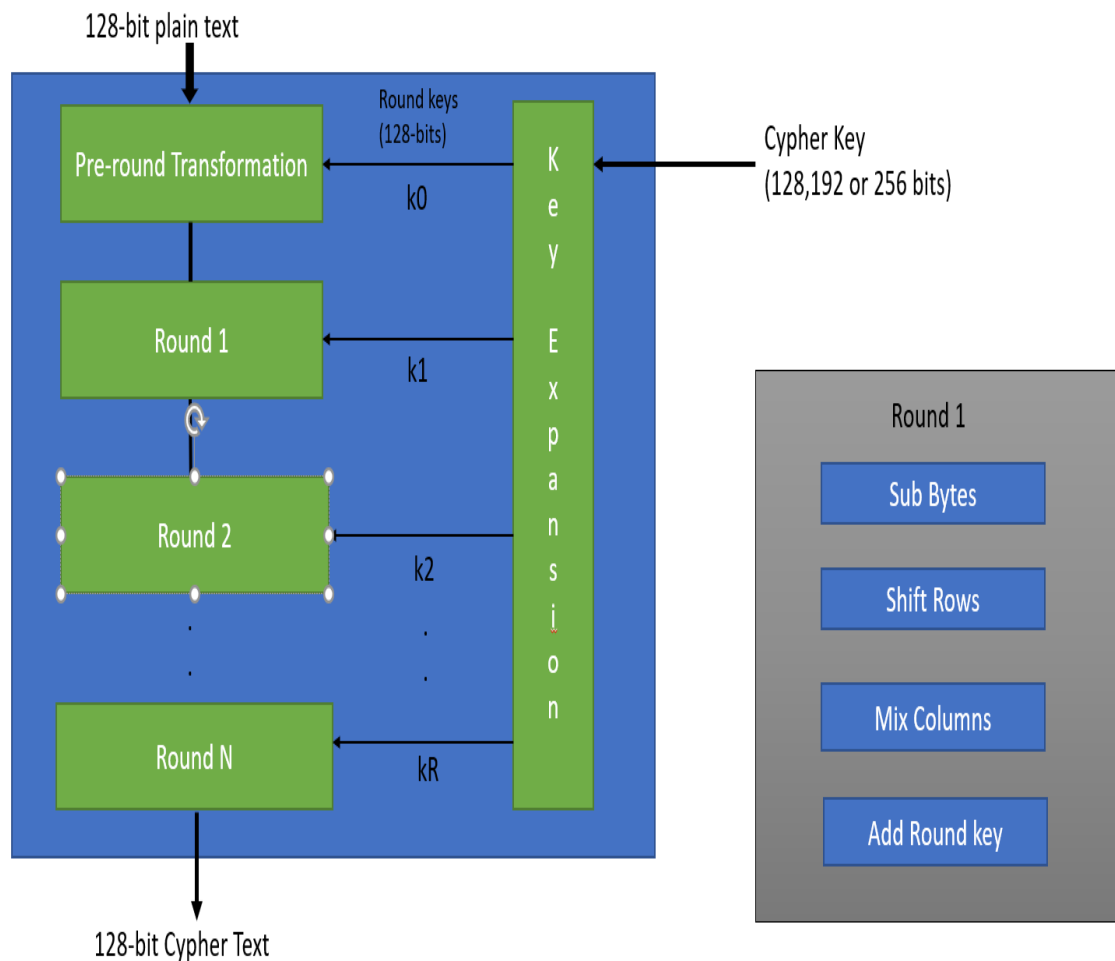 128-bit plain text
Pre-round Transformation
Round keys
(128-bits)
k0
Key Expansion
Cypher Key
(128,192 or 256 bits)
Round 1
k1
Round 2
k2
.
.
.
.
Round N
kR
128-bit Cypher Text
Round 1
Sub Bytes
Shift Rows
Mix Columns
Add Round key